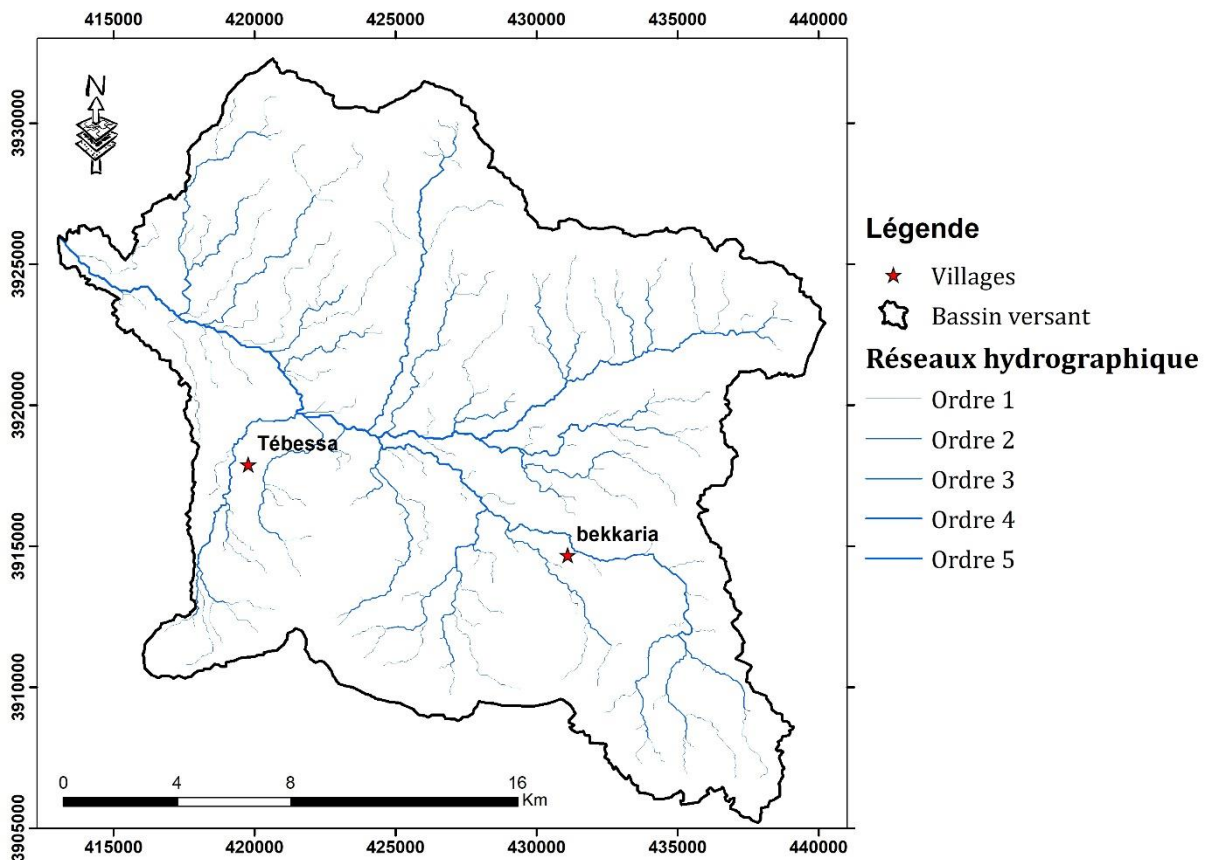 415000 420000 425000 430000 435000 440000
N
3930000
3925000
3920000
3915000
3910000
3905000
Tébessa
bekkaria
0 4 8 16
Km
415000 420000 425000 430000 435000 440000
Légende
Villages
Bassin versant
Réseaux hydrographique
Ordre 1
Ordre 2
Ordre 3
Ordre 4
Ordre 5